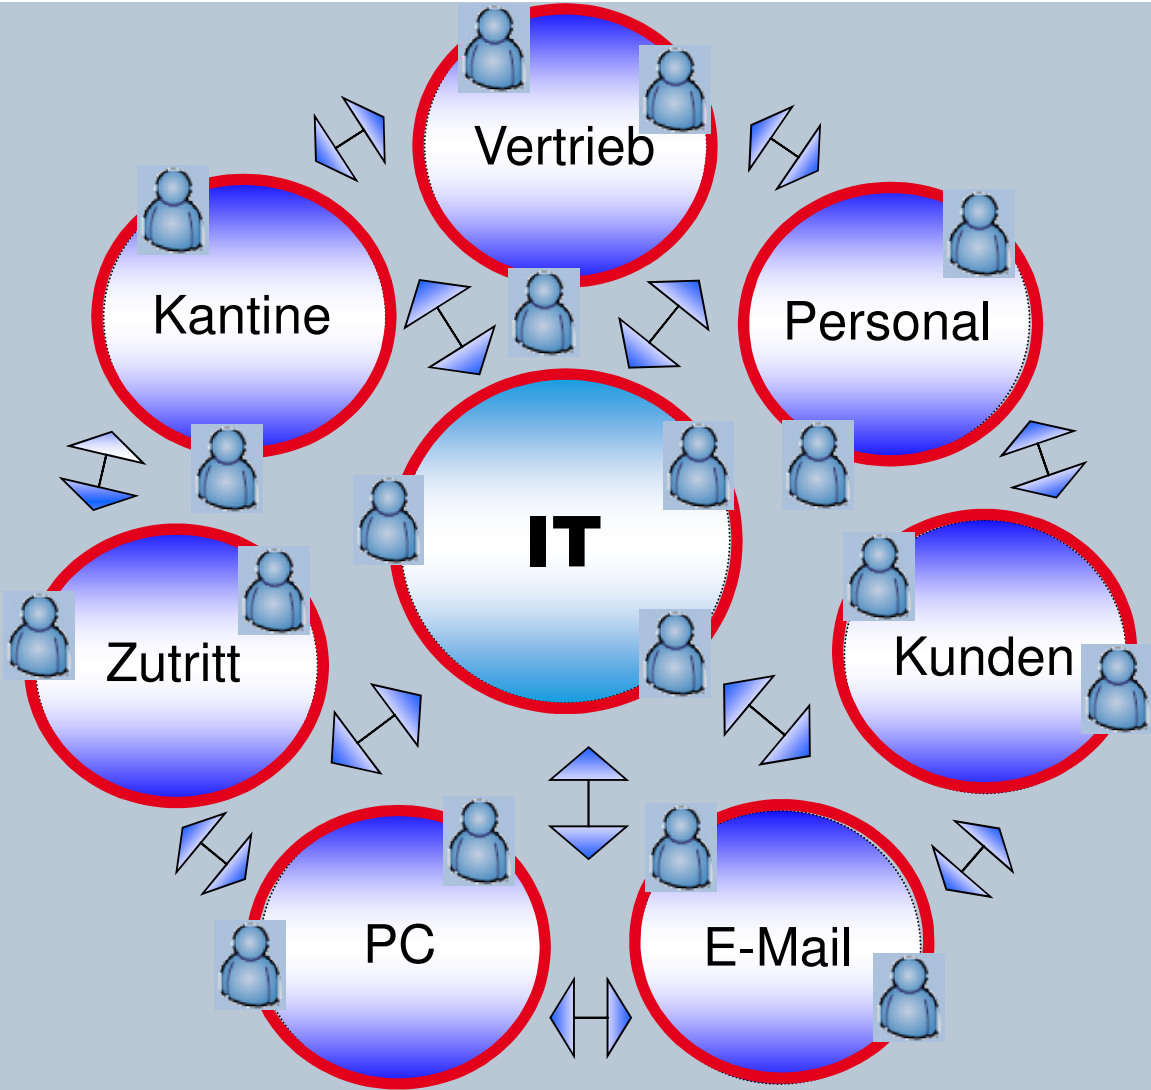 Vertrieb
Kantine
Personal
IT
Zutritt
Kunden
PC
E-Mail